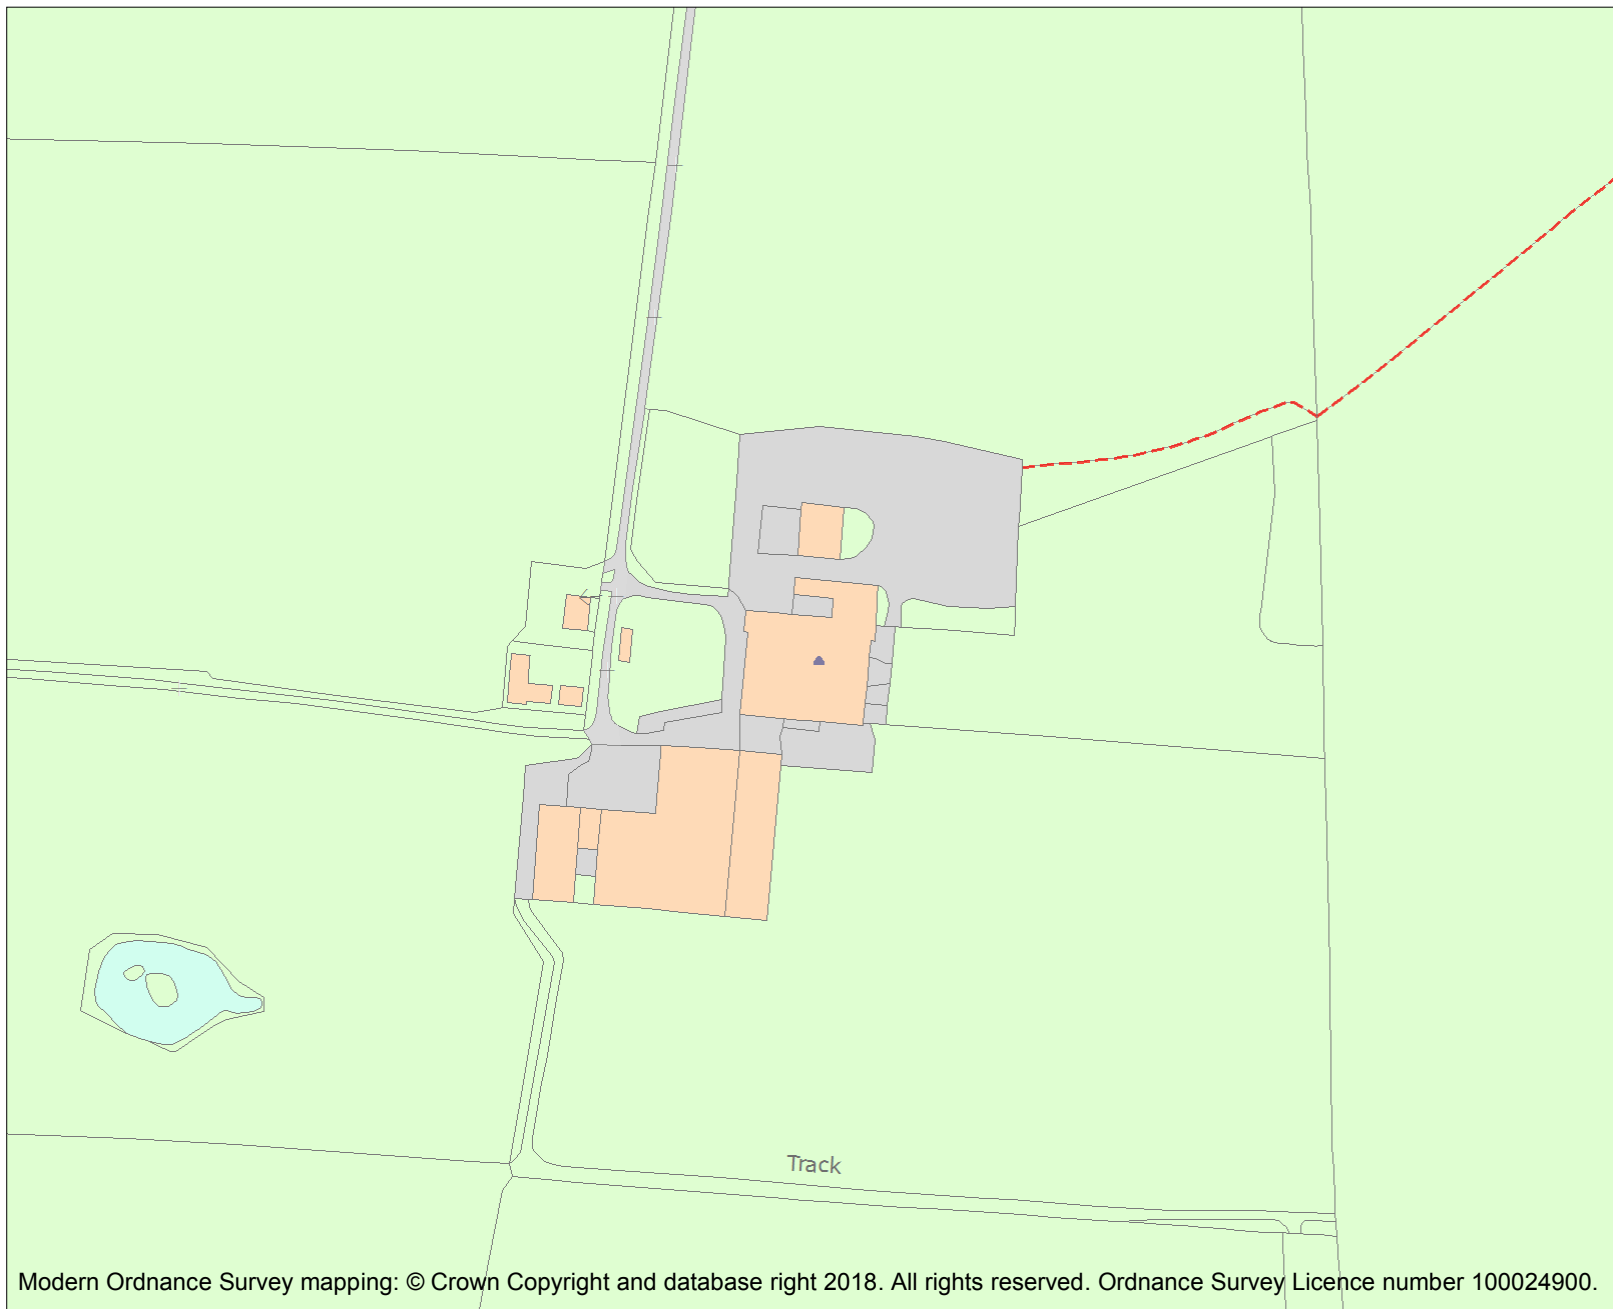 Track
Modern Ordnance Survey mapping: © Crown Copyright and database right 2018. All rights reserved. Ordnance Survey Licence number 100024900.